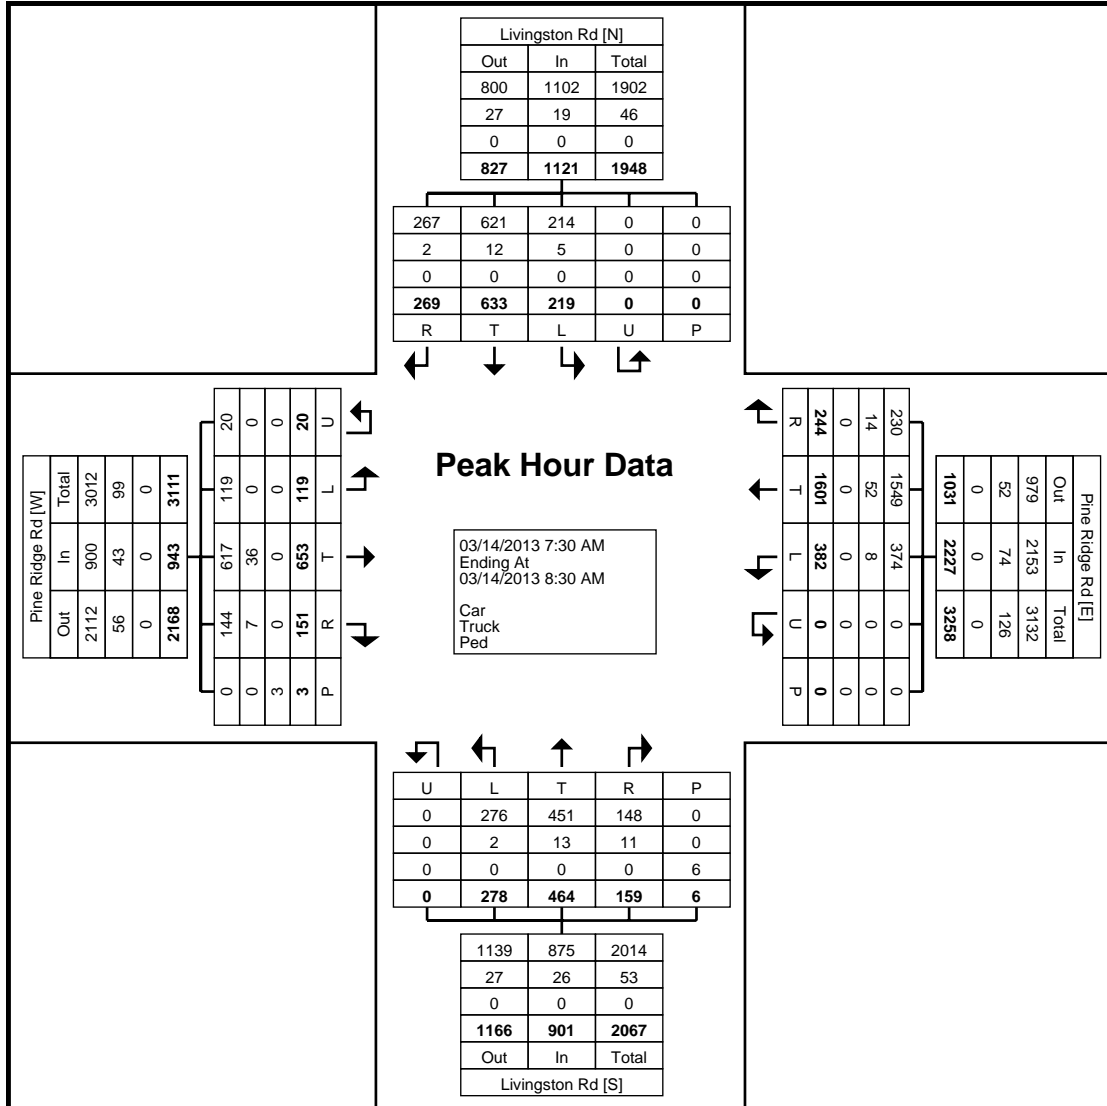 Livingston Rd [N]
Out In Total
800 1102 1902
27 19 46
0 0 0
827 1121 1948
267 621 214 0 0
2 12 5 0 0
0 0 0 0 0
269 633 219 0 0
R T L U P
Pine Ridge Rd [W]
Total In Out
3012 900 2112
99 43 56
0 0 0
3111 943 2168
20 119 617 144 0
0 0 36 7 0
0 0 0 0 3
20 119 653 151 3
U L T R P
Peak Hour Data
03/14/2013 7:30 AM
Ending At
03/14/2013 8:30 AM
Car
Truck
Ped
R T L U P
244 1601 382 0 0
0 0 0 0 0
14 52 8 0 0
230 1549 374 0 0
Pine Ridge Rd [E]
Out In Total
979 2153 3132
52 74 126
0 0 0
1031 2227 3258
U L T R P
0 276 451 148 0
0 2 13 11 0
0 0 0 0 6
0 278 464 159 6
1139 875 2014
27 26 53
0 0 0
1166 901 2067
Out In Total
Livingston Rd [S]